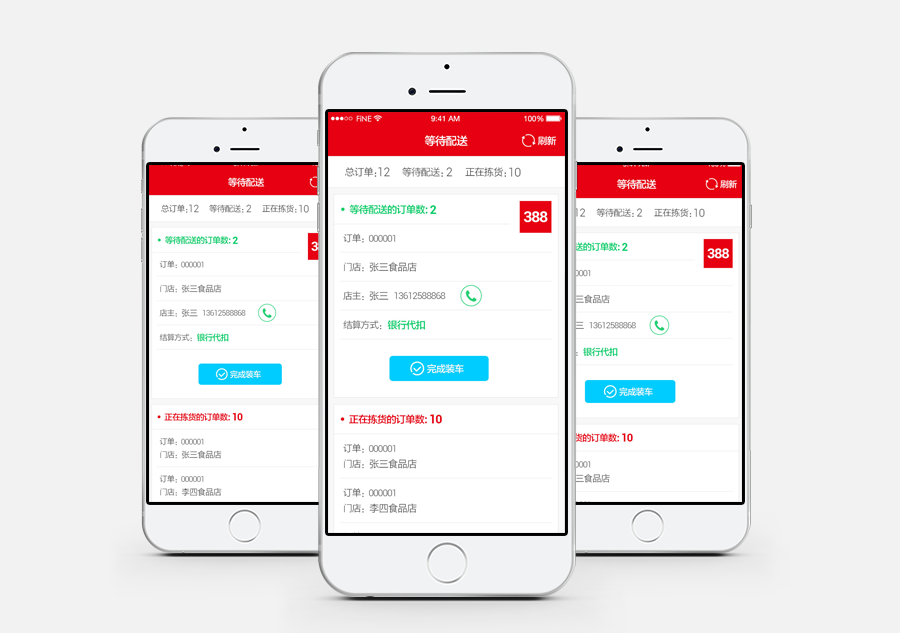 等待配送
总订单:12 等待配送:2 正在拣货:10
等待配送的订单数: 2
3
订单：000001
门店：张三食品店
店主：张三 13612588868
结算方式：银行代扣
完成装车
正在拣货的订单数: 10
订单：000001
门店：张三食品店
订单：000001
门店：李四食品店
FiNE 9:41 AM 100%
等待配送 刷新
总订单:12 等待配送:2 正在拣货:10
等待配送的订单数: 2
388
订单：000001
门店：张三食品店
店主：张三 13612588868
结算方式：银行代扣
完成装车
正在拣货的订单数: 10
订单：000001
门店：张三食品店
订单：000001
门店：李四食品店
等待配送 刷新
12 等待配送:2 正在拣货:10
送的订单数: 2
388
0001
三食品店
三 13612588868
银行代扣
完成装车
货的订单数: 10
0001
三食品店